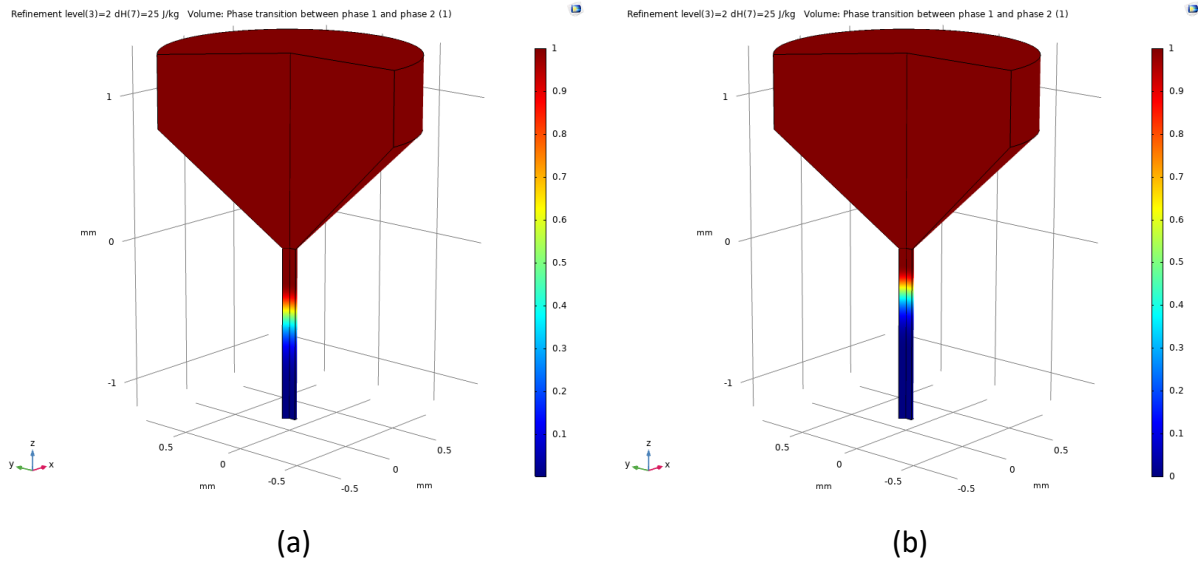 Refinement level(3)=2 dH(7)=25 J/kg   Volume: Phase transition between phase 1 and phase 2 (1)
1
mm
0
-1
0.5
0
mm
-0.5
-0.5
0
0.5
mm
1
0.9
0.8
0.7
0.6
0.5
0.4
0.3
0.2
0.1
z
y
x
(a)
Refinement level(3)=2 dH(7)=25 J/kg   Volume: Phase transition between phase 1 and phase 2 (1)
1
mm
0
-1
0.5
0
mm
-0.5
-0.5
0
0.5
mm
1
0.9
0.8
0.7
0.6
0.5
0.4
0.3
0.2
0.1
0
z
y
x
(b)